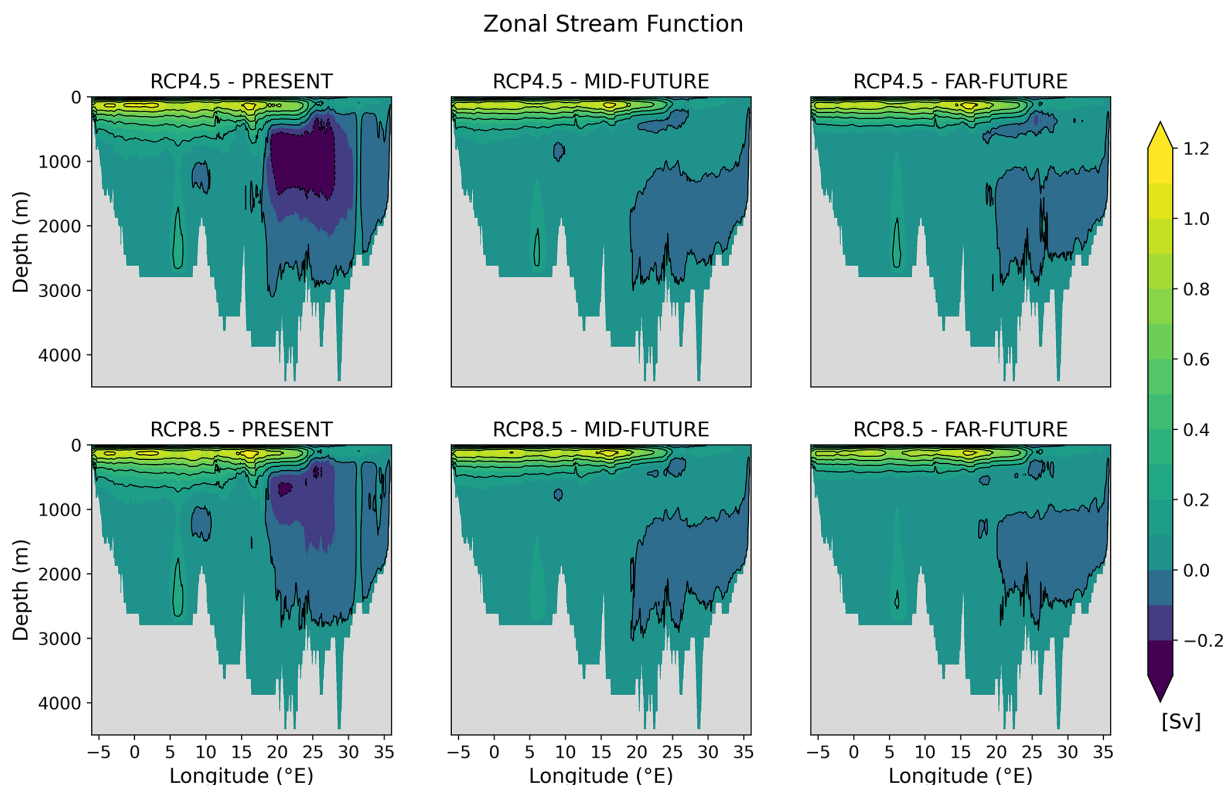 Zonal Stream Function
RCP4.5 - PRESENT
RCP4.5 - MID-FUTURE
RCP4.5 - FAR-FUTURE
0
1000
2000
3000
4000
Depth (m)
RCP8.5 - PRESENT
RCP8.5 - MID-FUTURE
RCP8.5 - FAR-FUTURE
0
1000
2000
3000
4000
Depth (m)
−5 0 5 10 15 20 25 30 35
−5 0 5 10 15 20 25 30 35
−5 0 5 10 15 20 25 30 35
Longitude (°E)
Longitude (°E)
Longitude (°E)
1.2
1.0
0.8
0.6
0.4
0.2
0.0
−0.2
[Sv]